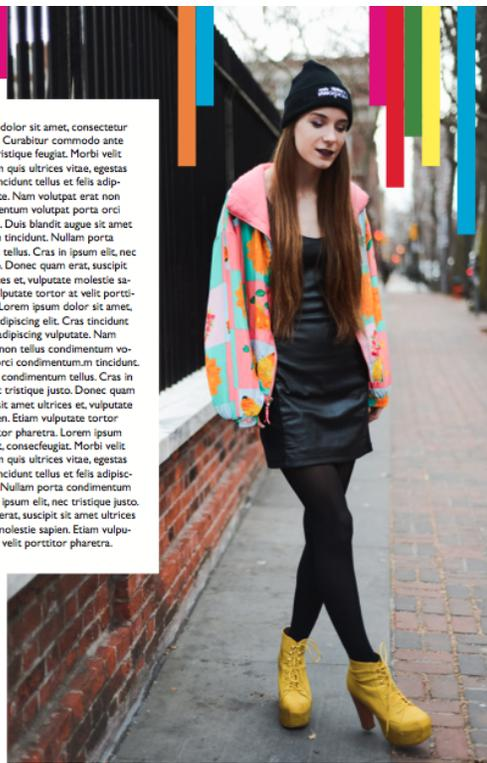 dolor sit amet, consectetur
Curabitur commodo ante
ristique feugiat. Morbi velit
quis ultrices vitae, egestas
ncidunt tellus et felis adip-
te. Nam volutpat erat non
entum volutpat porta orci
. Duis blandit augue sit amet
tincidunt. Nullam porta
tellus. Cras in ipsum elit, nec
. Donec quam erat, suscipit
es et, vulputate molestie sa-
lputate tortor at velit portti-
Lorem ipsum dolor sit amet,
dipiscing elit. Cras tincidunt
adipiscing vulputate. Nam
non tellus condimentum vo-
orci condimentum.m tincidunt.
condimentum tellus. Cras in
tristique justo. Donec quam
sit amet ultrices et, vulputate
en. Etiam vulputate tortor
tor pharetra. Lorem ipsum
t, consecfeugiat. Morbi velit
quis ultrices vitae, egestas
ncidunt tellus et felis adipisc-
Nullam porta condimentum
ipsum elit, nec tristique justo.
erat, suscipit sit amet ultrices
molestie sapien. Etiam vulpu-
velit porttitor pharetra.